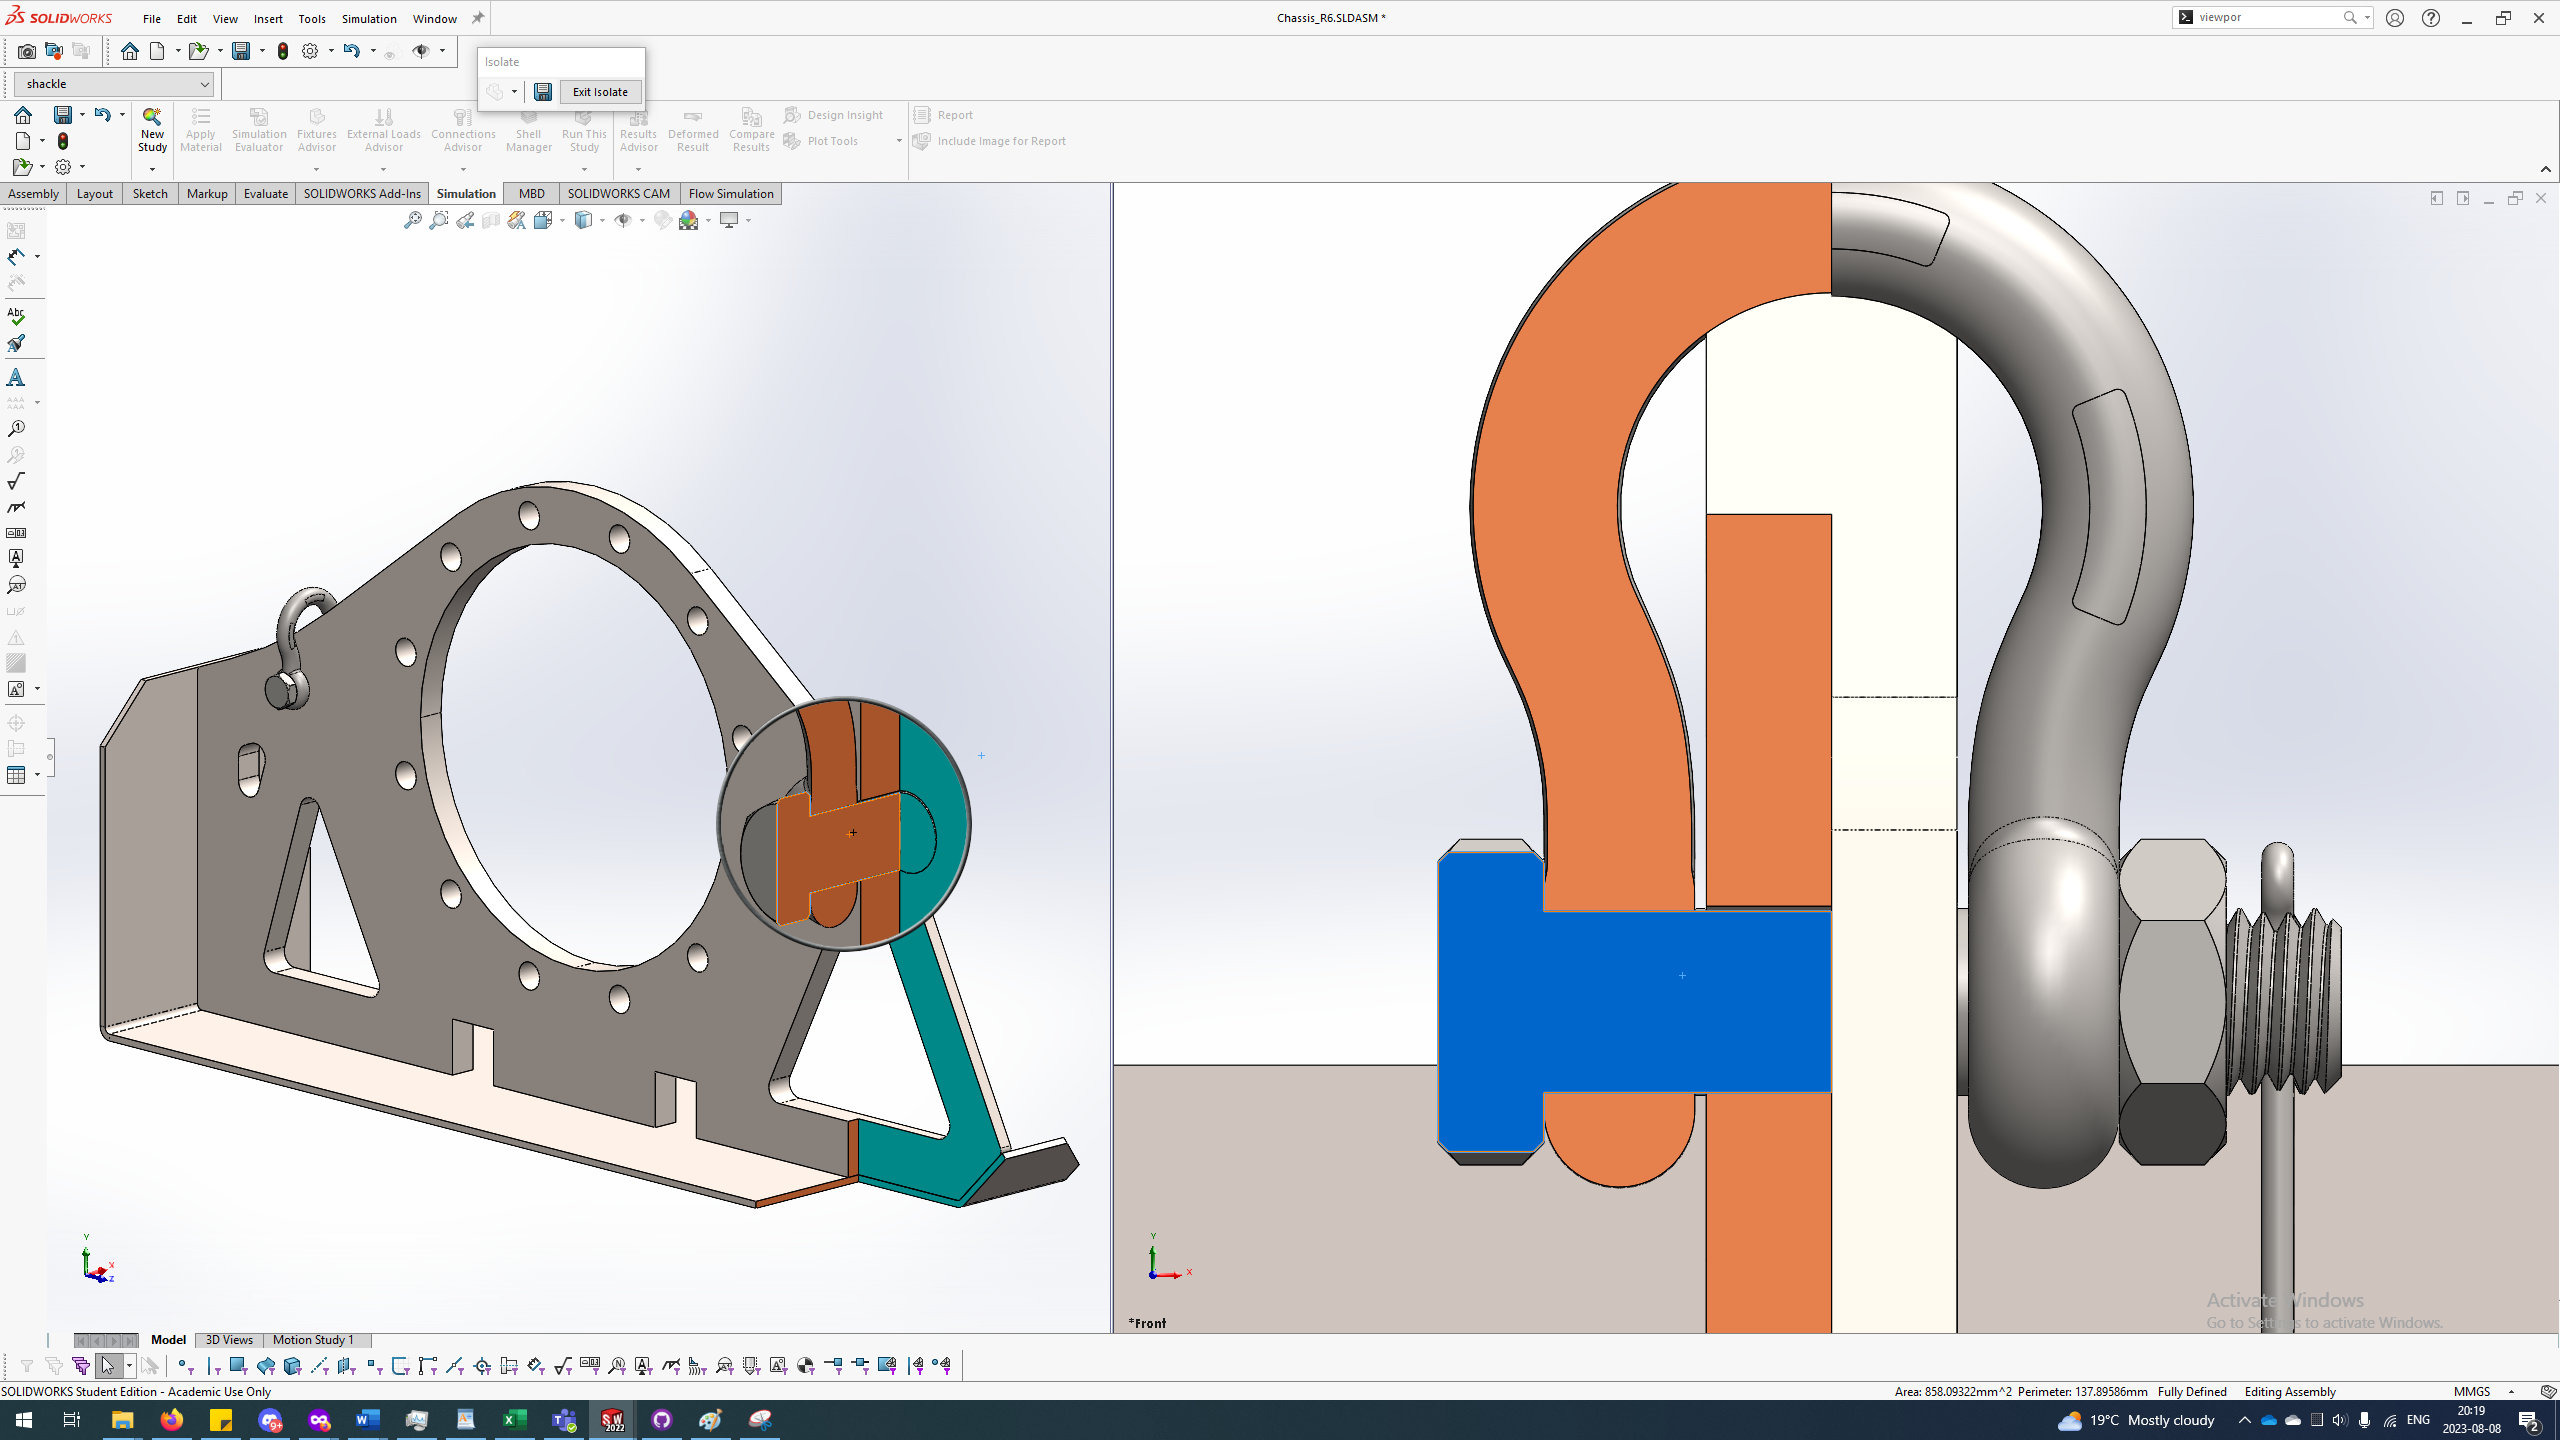 SOLIDWORKS File Edit View Insert Tools Simulation Window
Chassis_R6.SLDASM *
viewpor
Isolate
Exit Isolate
shackle
New Study
Apply Material
Simulation Evaluator
Fixtures Advisor
External Loads Advisor
Connections Advisor
Shell Manager
Run This Study
Results Advisor
Deformed Result
Compare Results
Design Insight
Plot Tools
Report
Include Image for Report
Assembly Layout Sketch Markup Evaluate SOLIDWORKS Add-Ins Simulation MBD SOLIDWORKS CAM Flow Simulation
Abc
Y
X
Z
Y
X
*Front
Activate Windows
Go to Settings to activate Windows.
Model 3D Views Motion Study 1
SOLIDWORKS Student Edition - Academic Use Only
Area: 858.09322mm^2 Perimeter: 137.89586mm Fully Defined Editing Assembly MMGS
19°C Mostly cloudy
ENG
20:19
2023-08-08
2